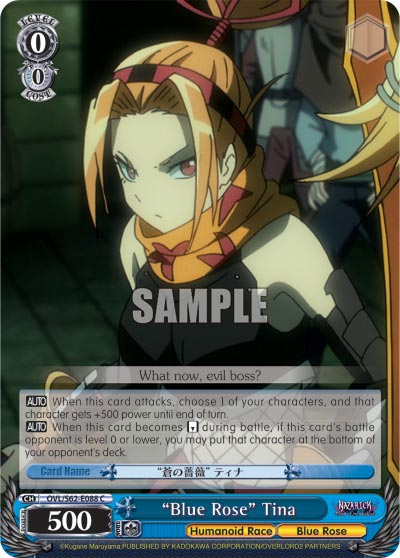 LEVEL
0
0
COST
SAMPLE
What now, evil boss?
AUTO When this card attacks, choose 1 of your characters, and that
character gets +500 power until end of turn.
AUTO When this card becomes during battle, if this card's battle
opponent is level 0 or lower, you may put that character at the bottom
of your opponent's deck.
Card Name
“蒼の薔薇” ティナ
CH
OVL/S62-E088 C
500
“Blue Rose” Tina
NAZARICK
Humanoid Race
Blue Rose
©Kugane Maruyama,PUBLISHED BY KADOKAWA CORPORATION/OVERLORD2 PARTNERS